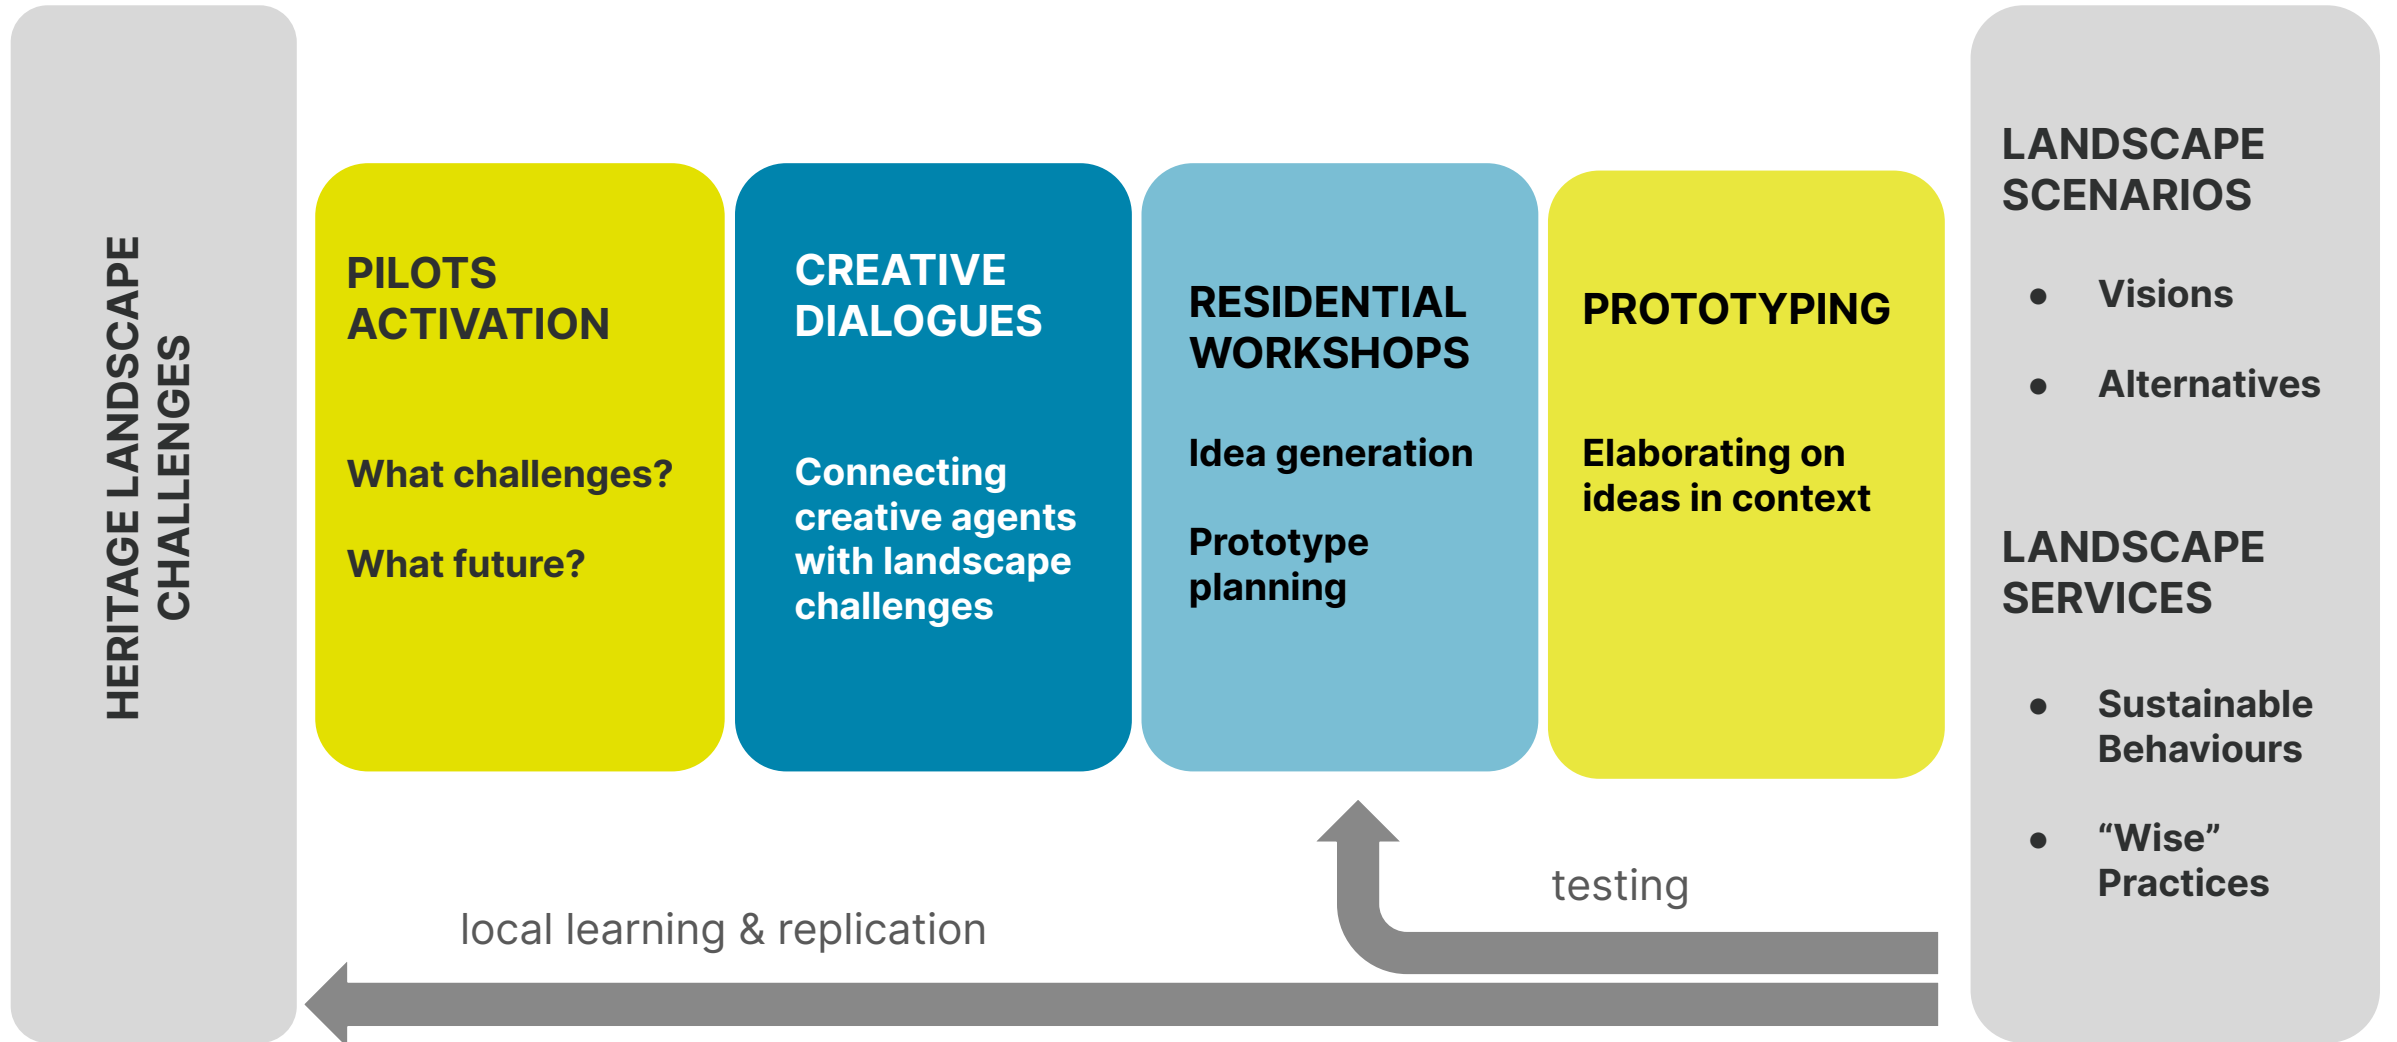 HERITAGE LANDSCAPE
CHALLENGES
PILOTS
ACTIVATION
What challenges?
What future?
CREATIVE
DIALOGUES
Connecting
creative agents
with landscape
challenges
RESIDENTIAL
WORKSHOPS
Idea generation
Prototype
planning
PROTOTYPING
Elaborating on
ideas in context
LANDSCAPE
SCENARIOS
● Visions
● Alternatives
LANDSCAPE
SERVICES
● Sustainable
Behaviours
● “Wise”
Practices
testing
local learning & replication